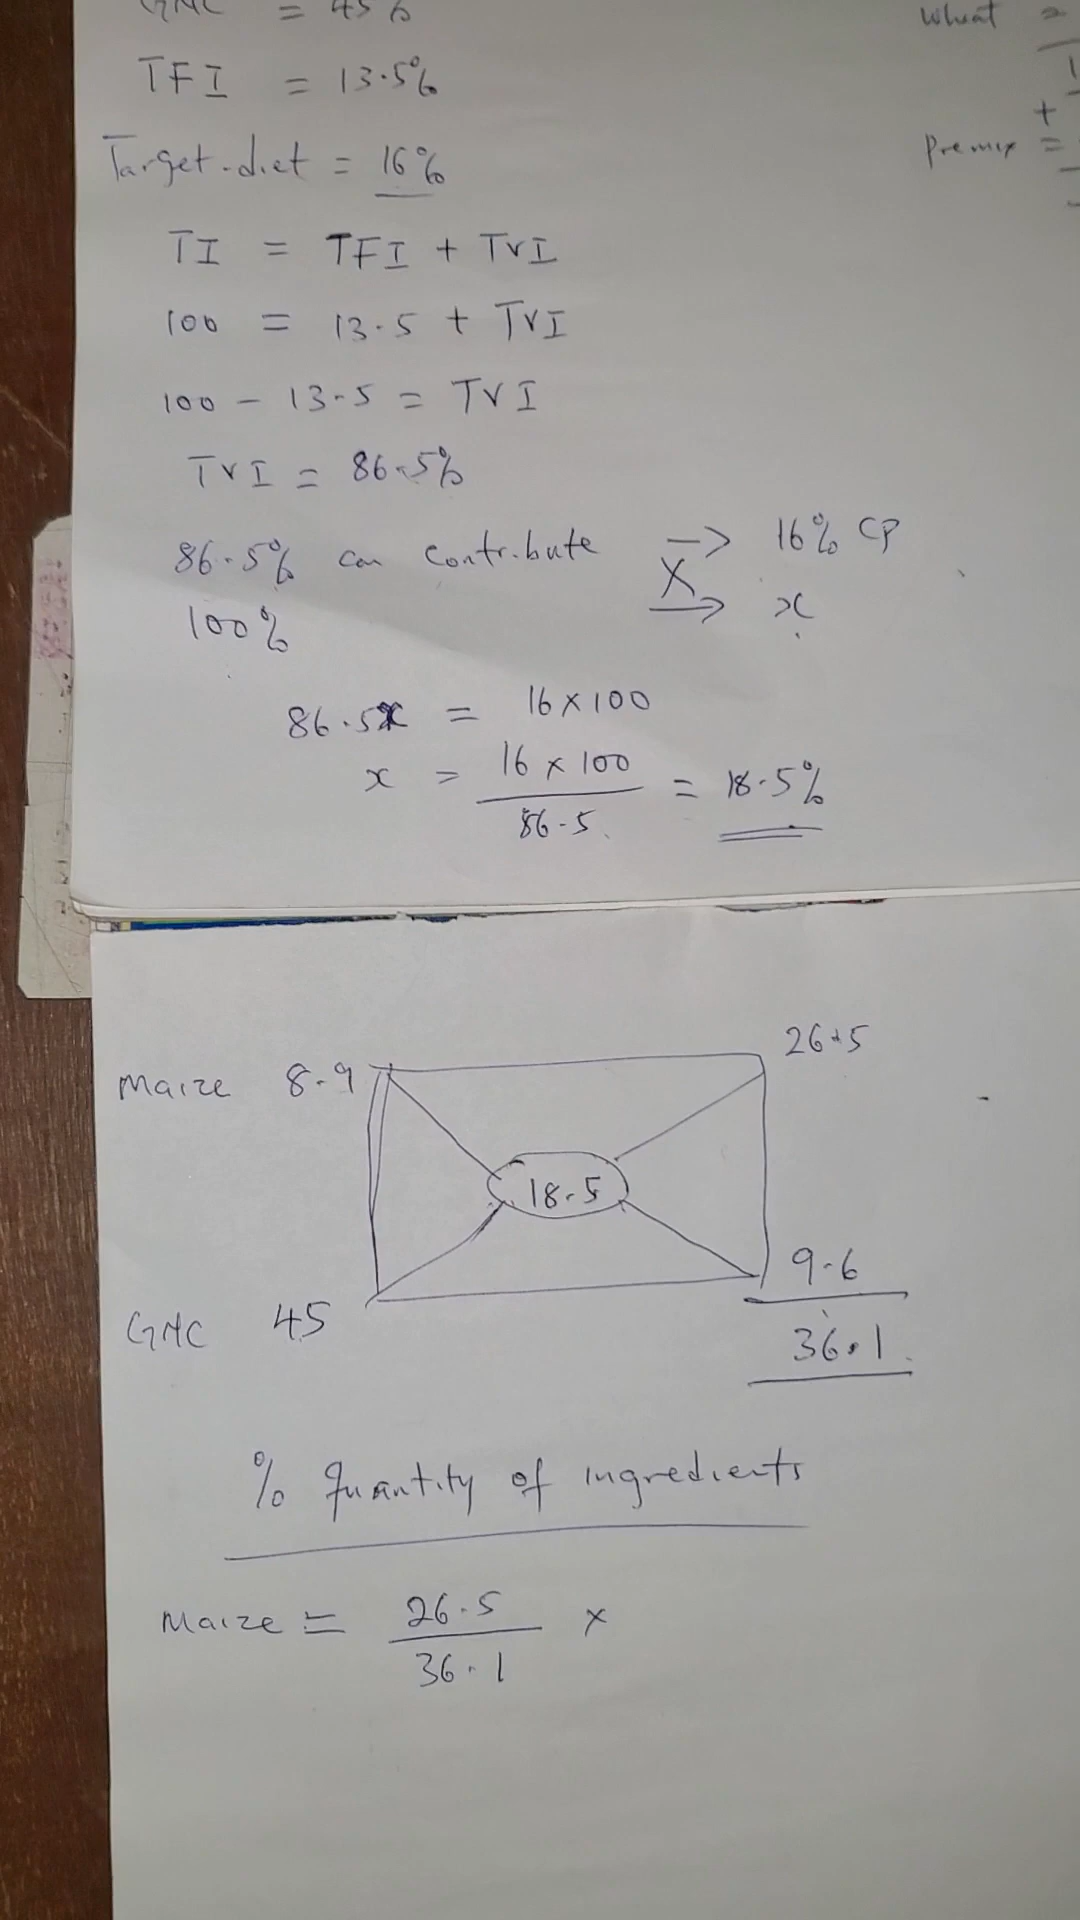 GNC = 45%
TFI = 13.5%
Target-diet = 16%
TI = TFI + TVI
100 = 13.5 + TVI
100 - 13.5 = TVI
TVI = 86.5%
86.5% can contribute → 16% CP
100% X → x
86.5x = 16 × 100
x = 16 × 100 / 86.5 = 18.5%
wheat =
+
premix =
Maize 8.9
26.5
18.5
GNC 45
9.6
36.1
% quantity of ingredients
Maize = 26.5 / 36.1 ×